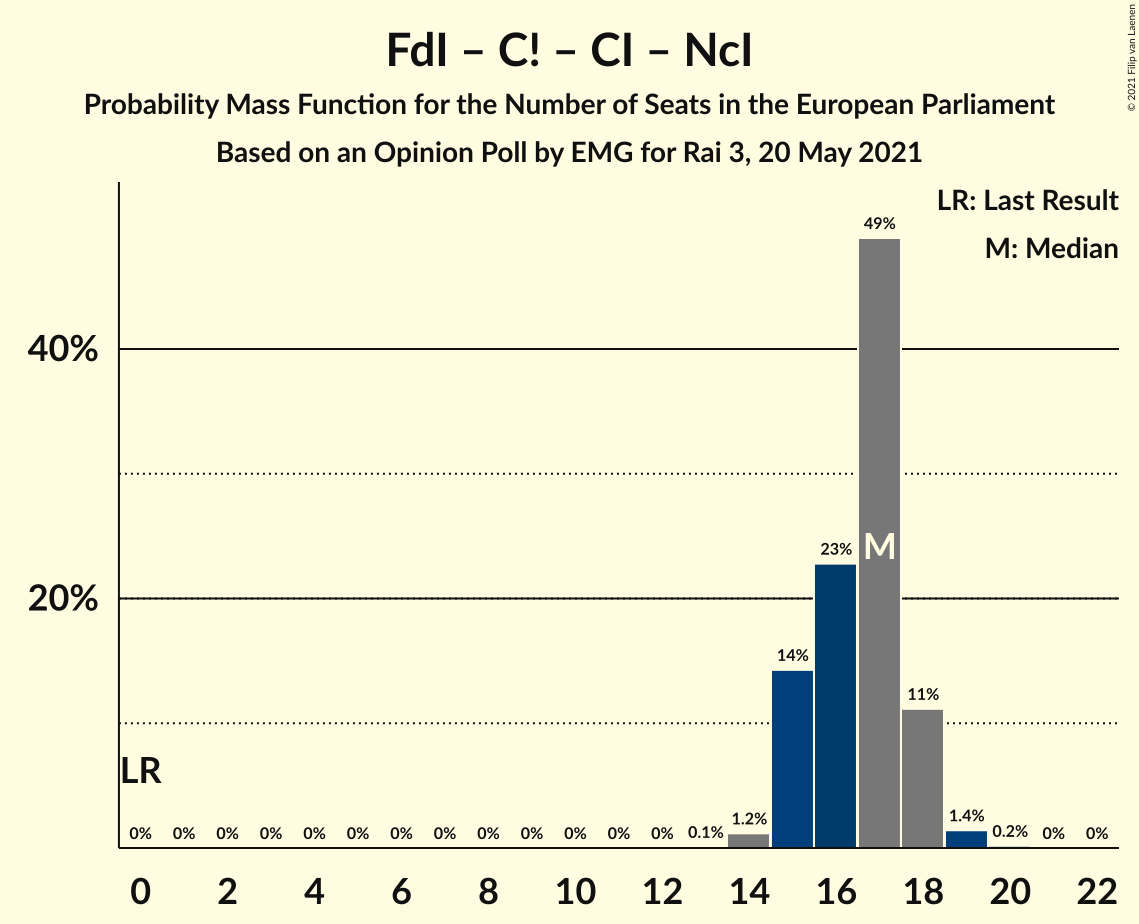 FdI – C! – CI – NcI
Probability Mass Function for the Number of Seats in the European Parliament
Based on an Opinion Poll by EMG for Rai 3, 20 May 2021
© 2021 Filip van Laenen
LR: Last Result
M: Median
49%
40%
23%
M
20%
14%
11%
LR
0% 0% 0% 0% 0% 0% 0% 0% 0% 0% 0% 0% 0% 0.1% 1.2% 1.4% 0.2% 0% 0%
0 2 4 6 8 10 12 14 16 18 20 22